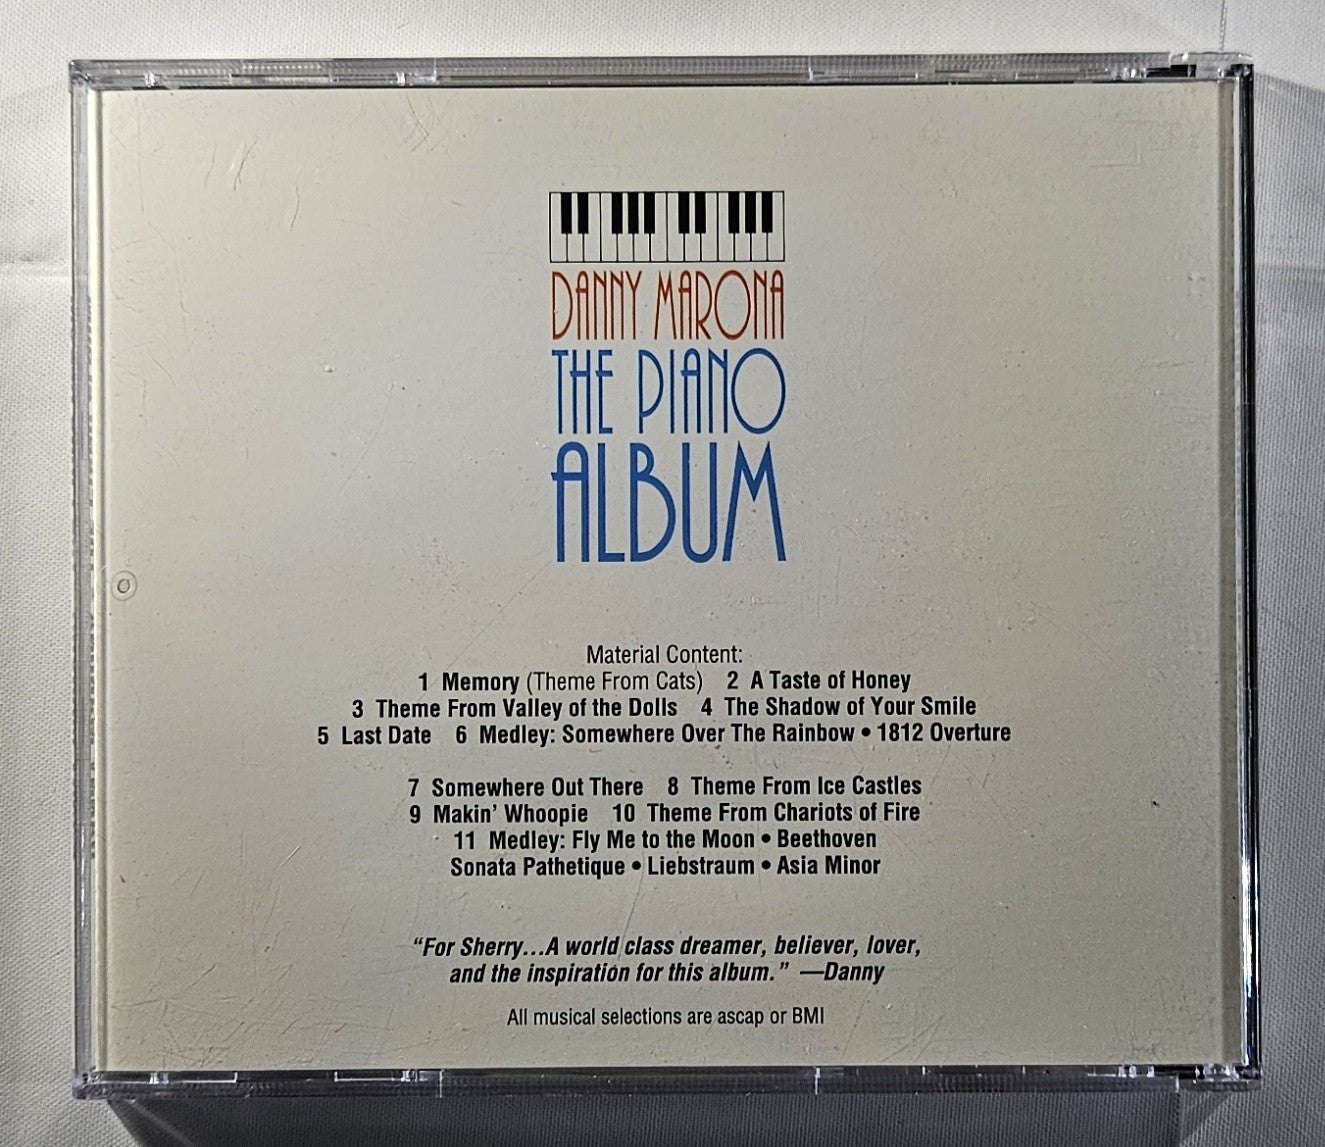 DANNY MARONA
THE PIANO
ALBUM
Material Content:
1 Memory (Theme From Cats) 2 A Taste of Honey
3 Theme From Valley of the Dolls 4 The Shadow of Your Smile
5 Last Date 6 Medley: Somewhere Over The Rainbow • 1812 Overture
7 Somewhere Out There 8 Theme From Ice Castles
9 Makin' Whoopie 10 Theme From Chariots of Fire
11 Medley: Fly Me to the Moon • Beethoven
Sonata Pathetique • Liebstraum • Asia Minor
“For Sherry...A world class dreamer, believer, lover,
and the inspiration for this album.” —Danny
All musical selections are ascap or BMI